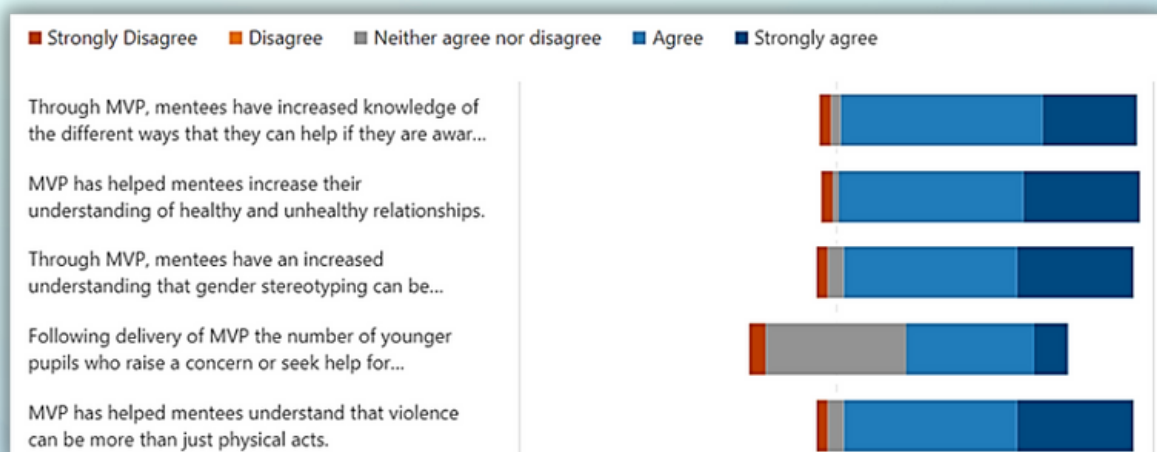 Strongly Disagree Disagree Neither agree nor disagree Agree Strongly agree
Through MVP, mentees have increased knowledge of
the different ways that they can help if they are awar...
MVP has helped mentees increase their
understanding of healthy and unhealthy relationships.
Through MVP, mentees have an increased
understanding that gender stereotyping can be...
Following delivery of MVP the number of younger
pupils who raise a concern or seek help for...
MVP has helped mentees understand that violence
can be more than just physical acts.